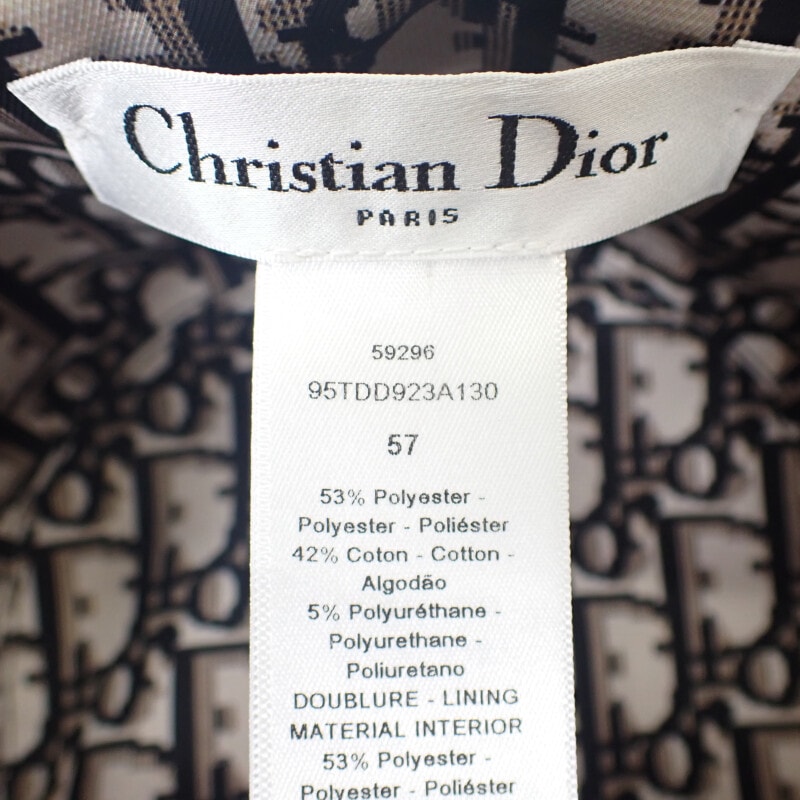 Christian Dior
PARIS
59296
95TDD923A130
57
53% Polyester -
Polyester - Poliéster
42% Coton - Cotton -
Algodão
5% Polyuréthane -
Polyurethane -
Poliuretano
DOUBLURE - LINING
MATERIAL INTERIOR
53% Polyester -
Polyester - Poliéster